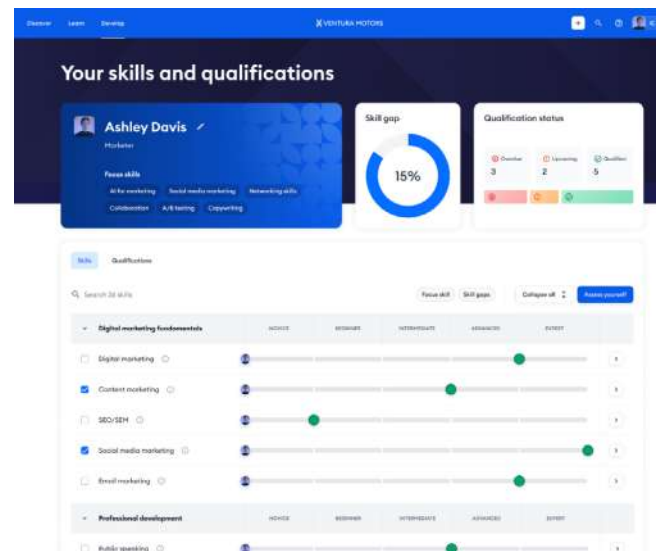 Discover Learn Develop
VENTURA MOTORS
Your skills and qualifications
Ashley Davis
Marketer
Focus skills
AI for marketing Social media marketing Networking skills
Collaboration A/B testing Copywriting
Skill gap
15%
Qualification status
Overdue Upcoming Qualified
3 2 5
Skills Qualifications
Search 36 skills
Focus skill Skill gaps Collapse all Assess yourself
Digital marketing fundamentals NOVICE BEGINNER INTERMEDIATE ADVANCED EXPERT
Digital marketing
Content marketing
SEO/SEM
Social media marketing
Email marketing
Professional development NOVICE BEGINNER INTERMEDIATE ADVANCED EXPERT
Public speaking